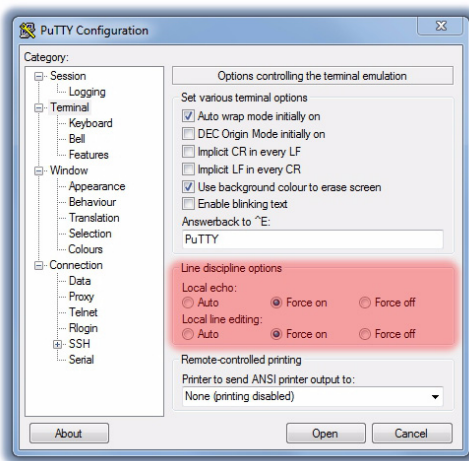 PuTTY Configuration
Category:
Session
Logging
Terminal
Keyboard
Bell
Features
Window
Appearance
Behaviour
Translation
Selection
Colours
Connection
Data
Proxy
Telnet
Rlogin
SSH
Serial
Options controlling the terminal emulation
Set various terminal options
Auto wrap mode initially on
DEC Origin Mode initially on
Implicit CR in every LF
Implicit LF in every CR
Use background colour to erase screen
Enable blinking text
Answerback to ^E:
PuTTY
Line discipline options
Local echo:
Auto Force on Force off
Local line editing:
Auto Force on Force off
Remote-controlled printing
Printer to send ANSI printer output to:
None (printing disabled)
About Open Cancel